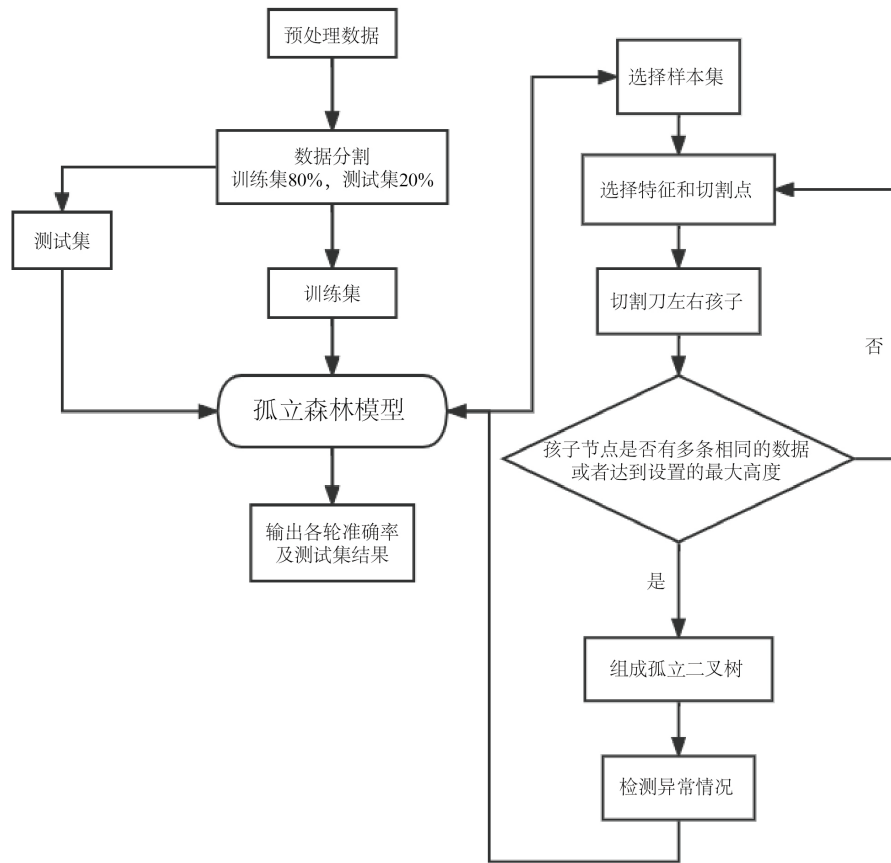 预处理数据
数据分割
训练集80%，测试集20%
测试集
训练集
孤立森林模型
输出各轮准确率
及测试集结果
选择样本集
选择特征和切割点
切割刀左右孩子
否
孩子节点是否有多条相同的数据
或者达到设置的最大高度
是
组成孤立二叉树
检测异常情况